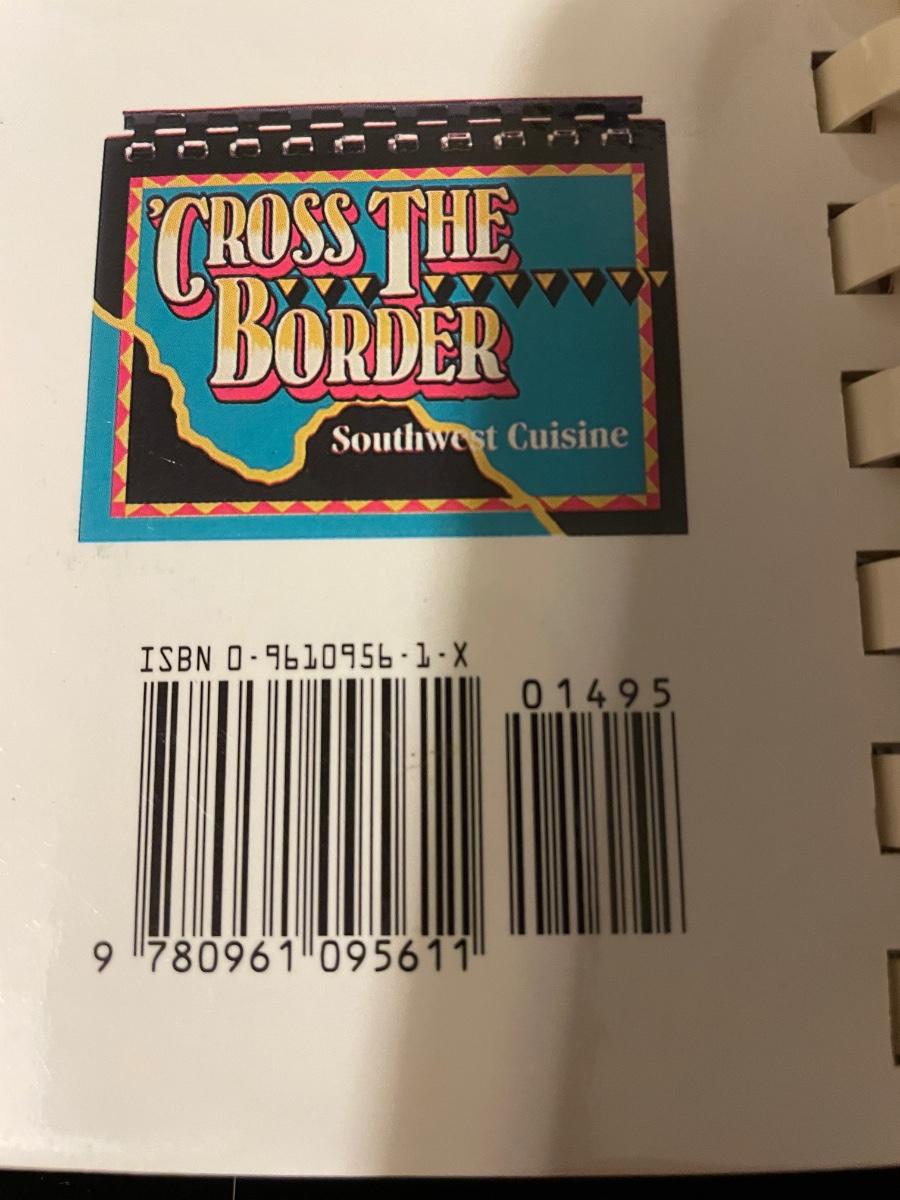 'CROSS THE
BORDER
Southwest Cuisine
ISBN 0-9610956-1-X
01495
9 780961 095611